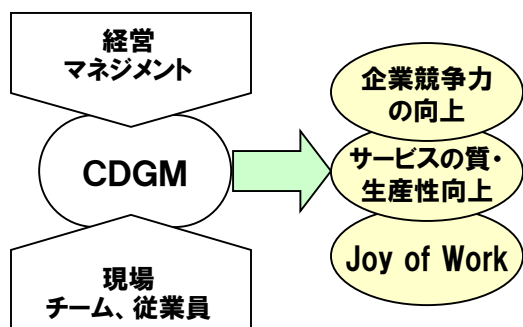 経営
マネジメント
CDGM
現場
チーム、従業員
企業競争力
の向上
サービスの質・
生産性向上
Joy of Work